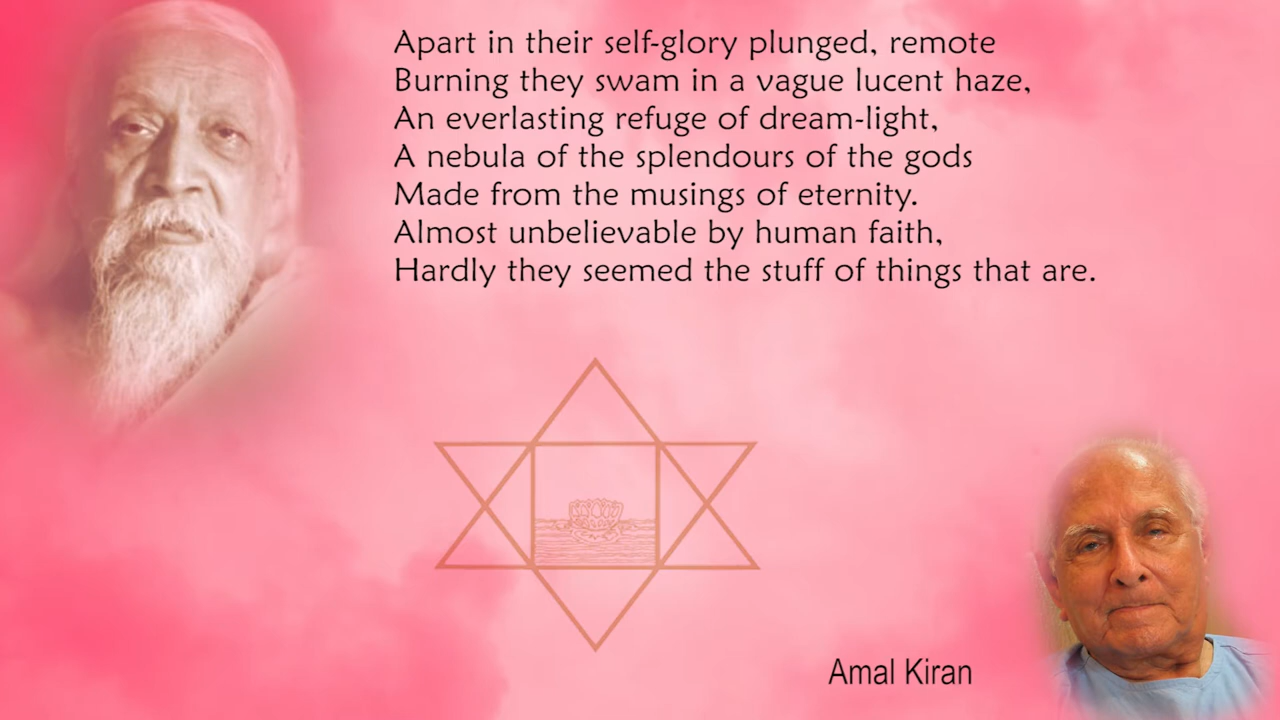 Apart in their self-glory plunged, remote
Burning they swam in a vague lucent haze,
An everlasting refuge of dream-light,
A nebula of the splendours of the gods
Made from the musings of eternity.
Almost unbelievable by human faith,
Hardly they seemed the stuff of things that are.
Amal Kiran